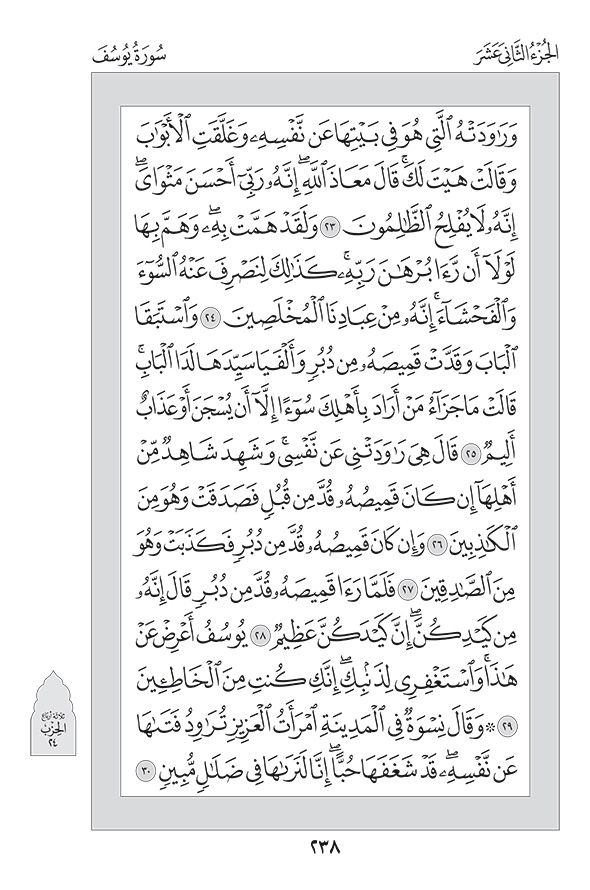 الجُزْءُ الثَّانِي عَشَرَ
سُورَةُ يُوسُفَ
وَرَٰوَدَتْهُ ٱلَّتِي هُوَ فِي بَيْتِهَا عَن نَّفْسِهِۦ وَغَلَّقَتِ ٱلْأَبْوَٰبَ
وَقَالَتْ هَيْتَ لَكَۚ قَالَ مَعَاذَ ٱللَّهِۖ إِنَّهُۥ رَبِّيٓ أَحْسَنَ مَثْوَايَۖ
إِنَّهُۥ لَا يُفْلِحُ ٱلظَّٰلِمُونَ ٢٣ وَلَقَدْ هَمَّتْ بِهِۦۖ وَهَمَّ بِهَا
لَوْلَآ أَن رَّءَا بُرْهَٰنَ رَبِّهِۦۚ كَذَٰلِكَ لِنَصْرِفَ عَنْهُ ٱلسُّوٓءَ
وَٱلْفَحْشَآءَۚ إِنَّهُۥ مِنْ عِبَادِنَا ٱلْمُخْلَصِينَ ٢٤ وَٱسْتَبَقَا
ٱلْبَابَ وَقَدَّتْ قَمِيصَهُۥ مِن دُبُرٍ وَأَلْفَيَا سَيِّدَهَا لَدَا ٱلْبَابِۚ
قَالَتْ مَا جَزَآءُ مَنْ أَرَادَ بِأَهْلِكَ سُوٓءًا إِلَّآ أَن يُسْجَنَ أَوْ عَذَابٌ
أَلِيمٌ ٢٥ قَالَ هِيَ رَٰوَدَتْنِي عَن نَّفْسِيۚ وَشَهِدَ شَاهِدٌ مِّنْ
أَهْلِهَآ إِن كَانَ قَمِيصُهُۥ قُدَّ مِن قُبُلٍ فَصَدَقَتْ وَهُوَ مِنَ
ٱلْكَٰذِبِينَ ٢٦ وَإِن كَانَ قَمِيصُهُۥ قُدَّ مِن دُبُرٍ فَكَذَبَتْ وَهُوَ
مِنَ ٱلصَّٰدِقِينَ ٢٧ فَلَمَّا رَءَا قَمِيصَهُۥ قُدَّ مِن دُبُرٍ قَالَ إِنَّهُۥ
مِن كَيْدِكُنَّۖ إِنَّ كَيْدَكُنَّ عَظِيمٌ ٢٨ يُوسُفُ أَعْرِضْ عَنْ
هَٰذَاۚ وَٱسْتَغْفِرِي لِذَنۢبِكِۖ إِنَّكِ كُنتِ مِنَ ٱلْخَاطِـِٔينَ
٢٩ ۞ وَقَالَ نِسْوَةٌ فِي ٱلْمَدِينَةِ ٱمْرَأَتُ ٱلْعَزِيزِ تُرَٰوِدُ فَتَىٰهَا
عَن نَّفْسِهِۦۖ قَدْ شَغَفَهَا حُبًّاۖ إِنَّا لَنَرَىٰهَا فِي ضَلَٰلٍ مُّبِينٍ ٣٠
ثلاثة أرباع
الحزب
٢٤
٢٣٨